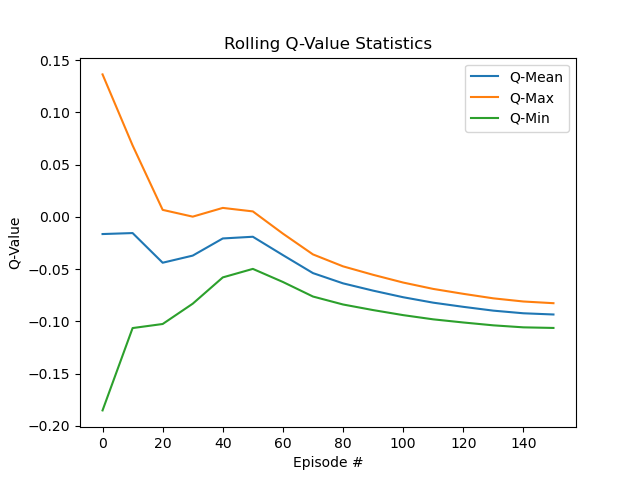 Rolling Q-Value Statistics
Q-Value
0.15
0.10
0.05
0.00
−0.05
−0.10
−0.15
−0.20
Q-Mean
Q-Max
Q-Min
0 20 40 60 80 100 120 140
Episode #